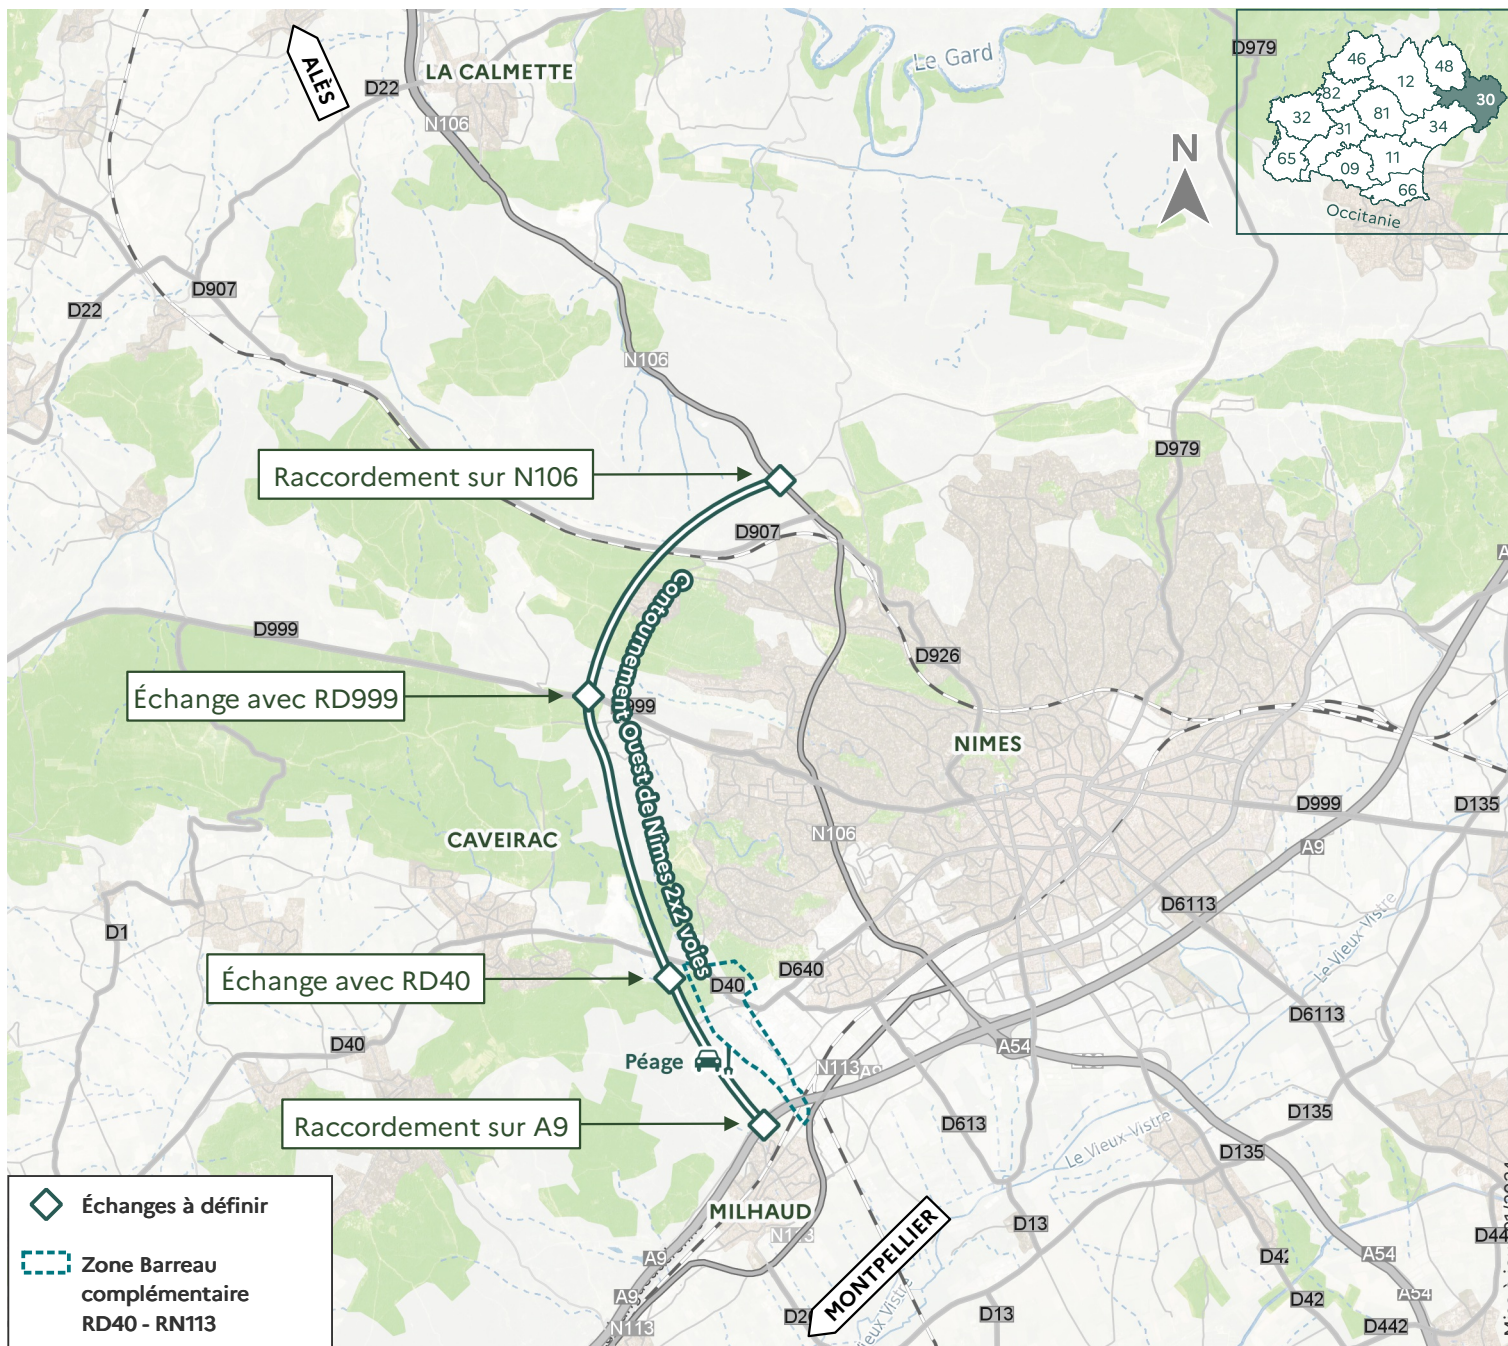 ALÈS
LA CALMETTE
D22
N106
Le Gard
D979
46
48
12
82
30
32
81
34
31
65
11
09
66
Occitanie
N
D907
D22
N106
Raccordement sur N106
D979
D907
D999
D926
Échange avec RD999
Contournement Ouest de Nîmes 2x2 voies
NIMES
D999
D135
CAVEIRAC
N106
A9
D6113
D1
Le Vieux Vistre
Échange avec RD40
D640
D40
D6113
D40
A54
Péage
N113
A9
Raccordement sur A9
D613
D135
Le Vieux Vistre
D135
MILHAUD
D13
Échanges à définir
A9
A54
MONTPELLIER
Zone Barreau
complémentaire
RD40 - RN113
A9
N113
D13
D42
A54
D442